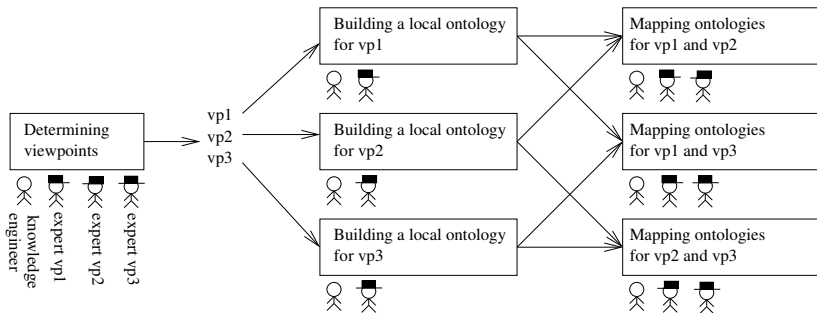 Determining
viewpoints
knowledge
engineer
expert vp1
expert vp2
expert vp3
vp1
vp2
vp3
Building a local ontology
for vp1
Building a local ontology
for vp2
Building a local ontology
for vp3
Mapping ontologies
for vp1 and vp2
Mapping ontologies
for vp1 and vp3
Mapping ontologies
for vp2 and vp3